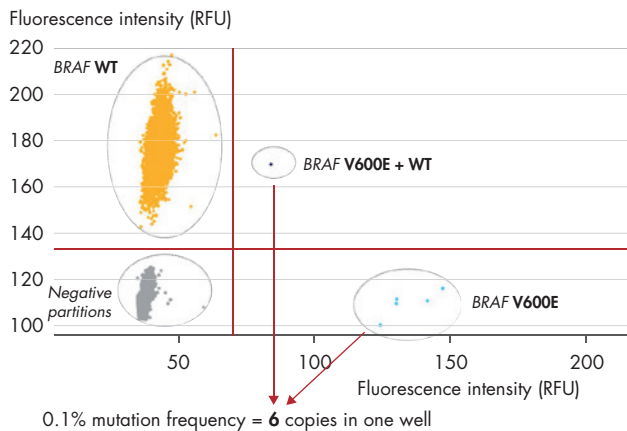 Fluorescence intensity (RFU)
220
BRAF WT
200
180
BRAF V600E + WT
160
140
120
Negative
partitions
BRAF V600E
100
50
100
150
200
Fluorescence intensity (RFU)
0.1% mutation frequency = 6 copies in one well